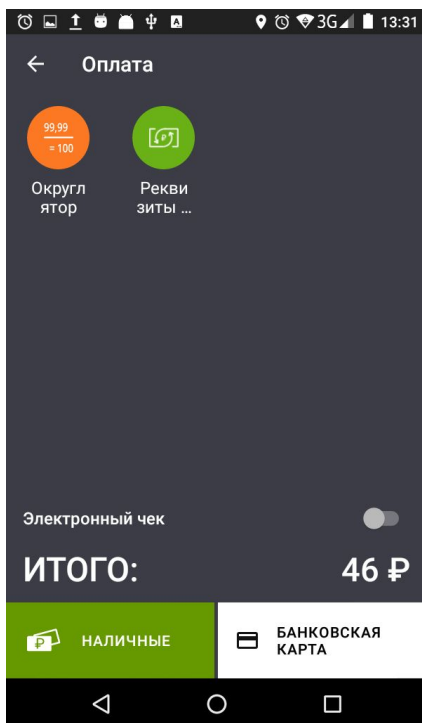 3G 13:31
Оплата
99,99
= 100
Округл
ятор
Рекви
зиты ...
Электронный чек
ИТОГО: 46 ₽
НАЛИЧНЫЕ
БАНКОВСКАЯ
КАРТА